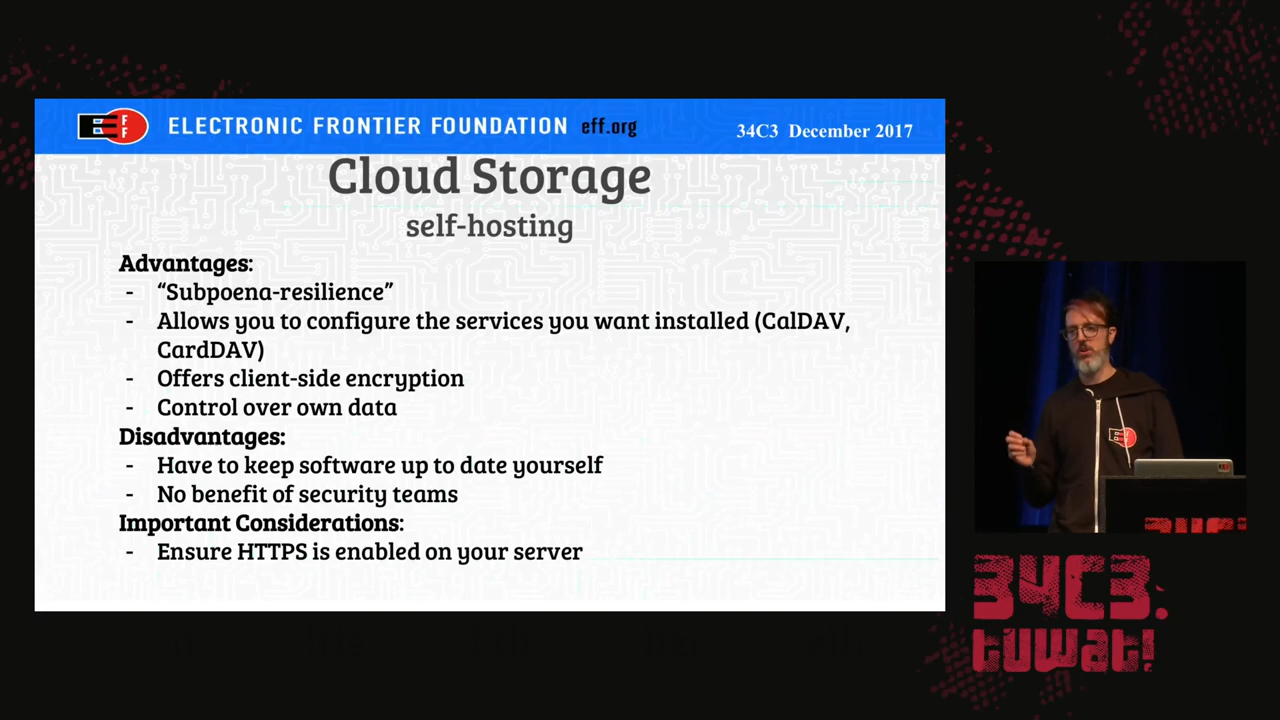 E F F ELECTRONIC FRONTIER FOUNDATION eff.org 34C3 December 2017
Cloud Storage
self-hosting
Advantages:
- “Subpoena-resilience”
- Allows you to configure the services you want installed (CalDAV,
CardDAV)
- Offers client-side encryption
- Control over own data
Disadvantages:
- Have to keep software up to date yourself
- No benefit of security teams
Important Considerations:
- Ensure HTTPS is enabled on your server
34C3.
tuwat!